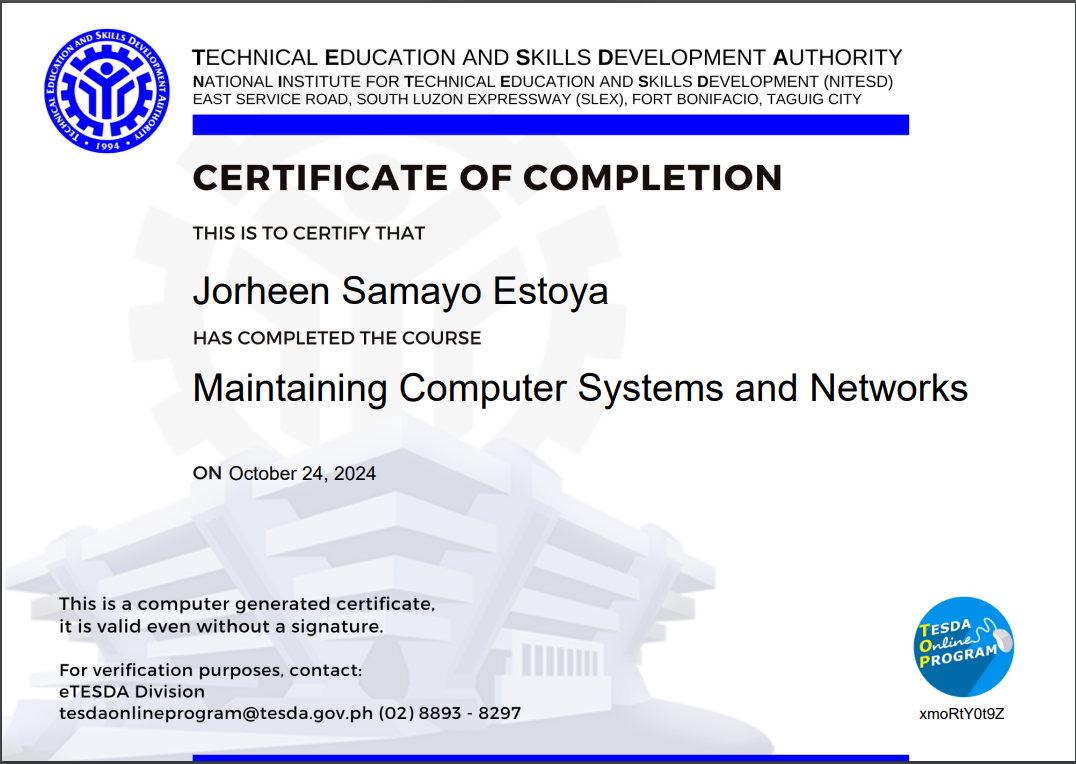 TECHNICAL EDUCATION AND SKILLS DEVELOPMENT AUTHORITY
• 1994 •
TECHNICAL EDUCATION AND SKILLS DEVELOPMENT AUTHORITY
NATIONAL INSTITUTE FOR TECHNICAL EDUCATION AND SKILLS DEVELOPMENT (NITESD)
EAST SERVICE ROAD, SOUTH LUZON EXPRESSWAY (SLEX), FORT BONIFACIO, TAGUIG CITY
CERTIFICATE OF COMPLETION
THIS IS TO CERTIFY THAT
Jorheen Samayo Estoya
HAS COMPLETED THE COURSE
Maintaining Computer Systems and Networks
ON October 24, 2024
This is a computer generated certificate,
it is valid even without a signature.
For verification purposes, contact:
eTESDA Division
tesdaonlineprogram@tesda.gov.ph (02) 8893 - 8297
TESDA
Online
PROGRAM
xmoRtY0t9Z